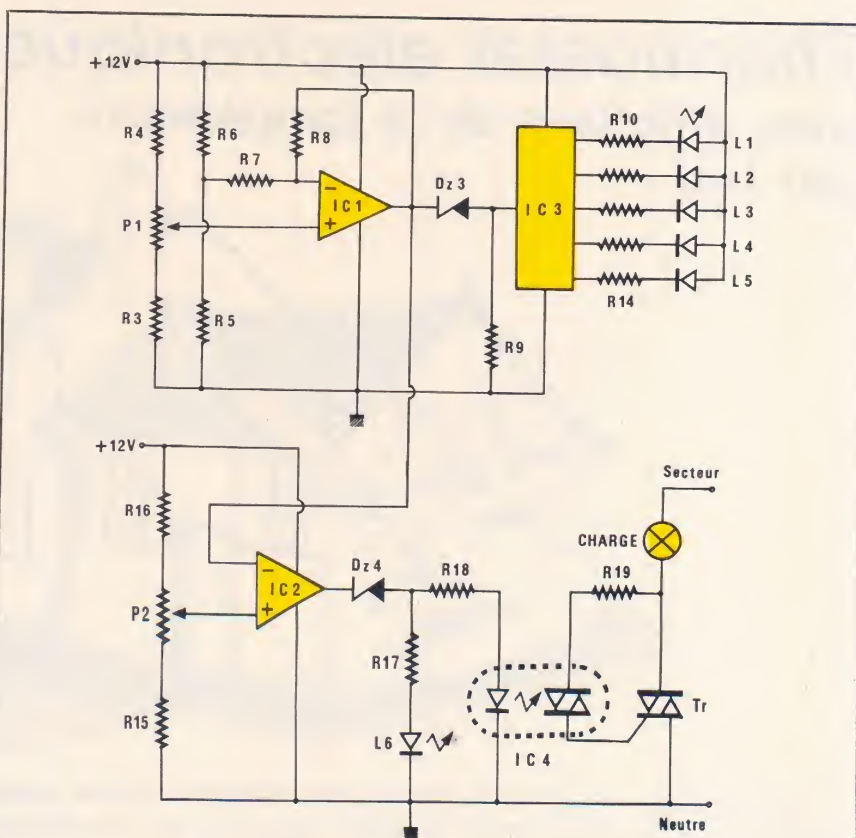 +12V
R4
R6
R8
R10
L1
R7
L2
Dz3
IC1
IC3
L3
P1
L4
L5
R14
R3
R5
R9
+12V
Secteur
R16
CHARGE
Dz4
R18
R19
IC2
P2
R17
Tr
R15
L6
IC4
Neutre